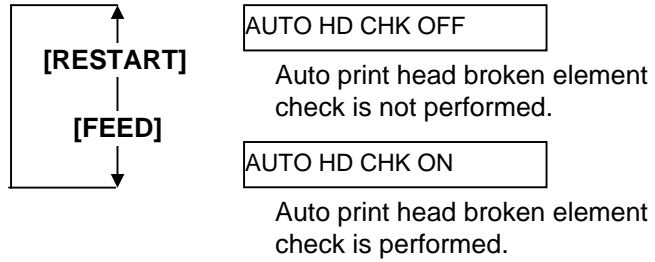 [RESTART]
[FEED]
AUTO HD CHK OFF
Auto print head broken element
check is not performed.
AUTO HD CHK ON
Auto print head broken element
check is performed.